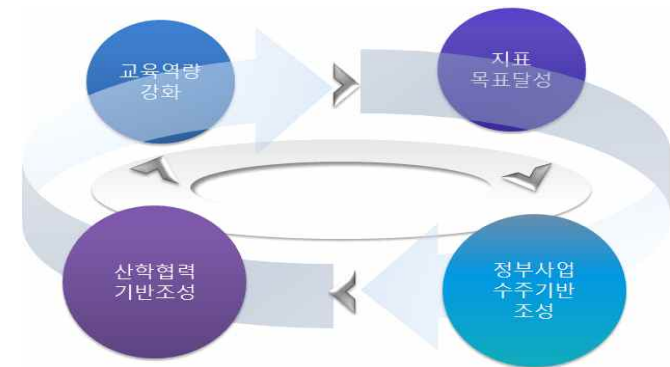 교육역량
강화
지표
목표달성
산학협력
기반조성
정부사업
수주기반
조성